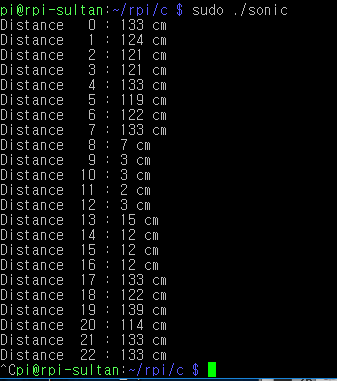 pi@rpi-sultan:~/rpi/c $ sudo ./sonic
Distance   0 : 133 cm
Distance   1 : 124 cm
Distance   2 : 121 cm
Distance   3 : 121 cm
Distance   4 : 133 cm
Distance   5 : 119 cm
Distance   6 : 122 cm
Distance   7 : 133 cm
Distance   8 : 7 cm
Distance   9 : 3 cm
Distance  10 : 3 cm
Distance  11 : 2 cm
Distance  12 : 3 cm
Distance  13 : 15 cm
Distance  14 : 12 cm
Distance  15 : 12 cm
Distance  16 : 12 cm
Distance  17 : 133 cm
Distance  18 : 122 cm
Distance  19 : 139 cm
Distance  20 : 114 cm
Distance  21 : 133 cm
Distance  22 : 133 cm
^Cpi@rpi-sultan:~/rpi/c $